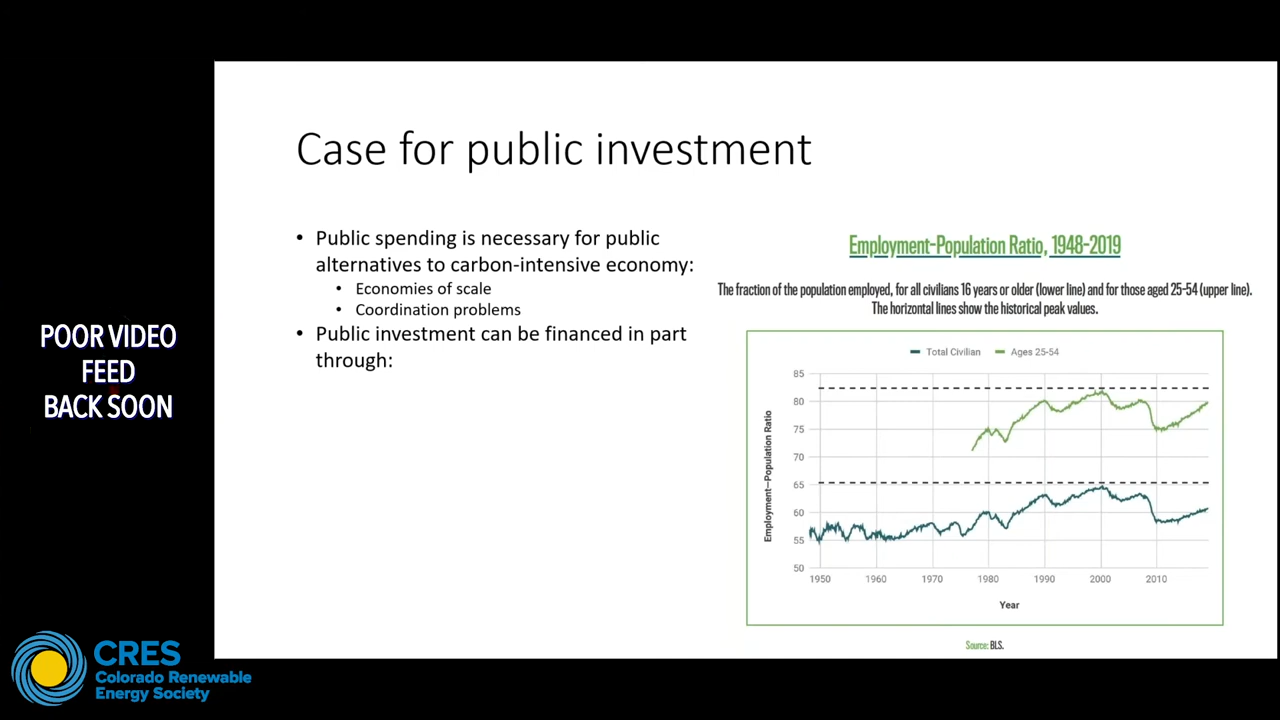 Case for public investment
• Public spending is necessary for public
alternatives to carbon-intensive economy:
• Economies of scale
• Coordination problems
• Public investment can be financed in part
through:
Employment-Population Ratio, 1948-2019
The fraction of the population employed, for all civilians 16 years or older (lower line) and for those aged 25-54 (upper line).
The horizontal lines show the historical peak values.
Total Civilian Ages 25-54
Employment—Population Ratio
85
80
75
70
65
60
55
50
1950 1960 1970 1980 1990 2000 2010
Year
Source: BLS.
POOR VIDEO
FEED
BACK SOON
CRES
Colorado Renewable
Energy Society